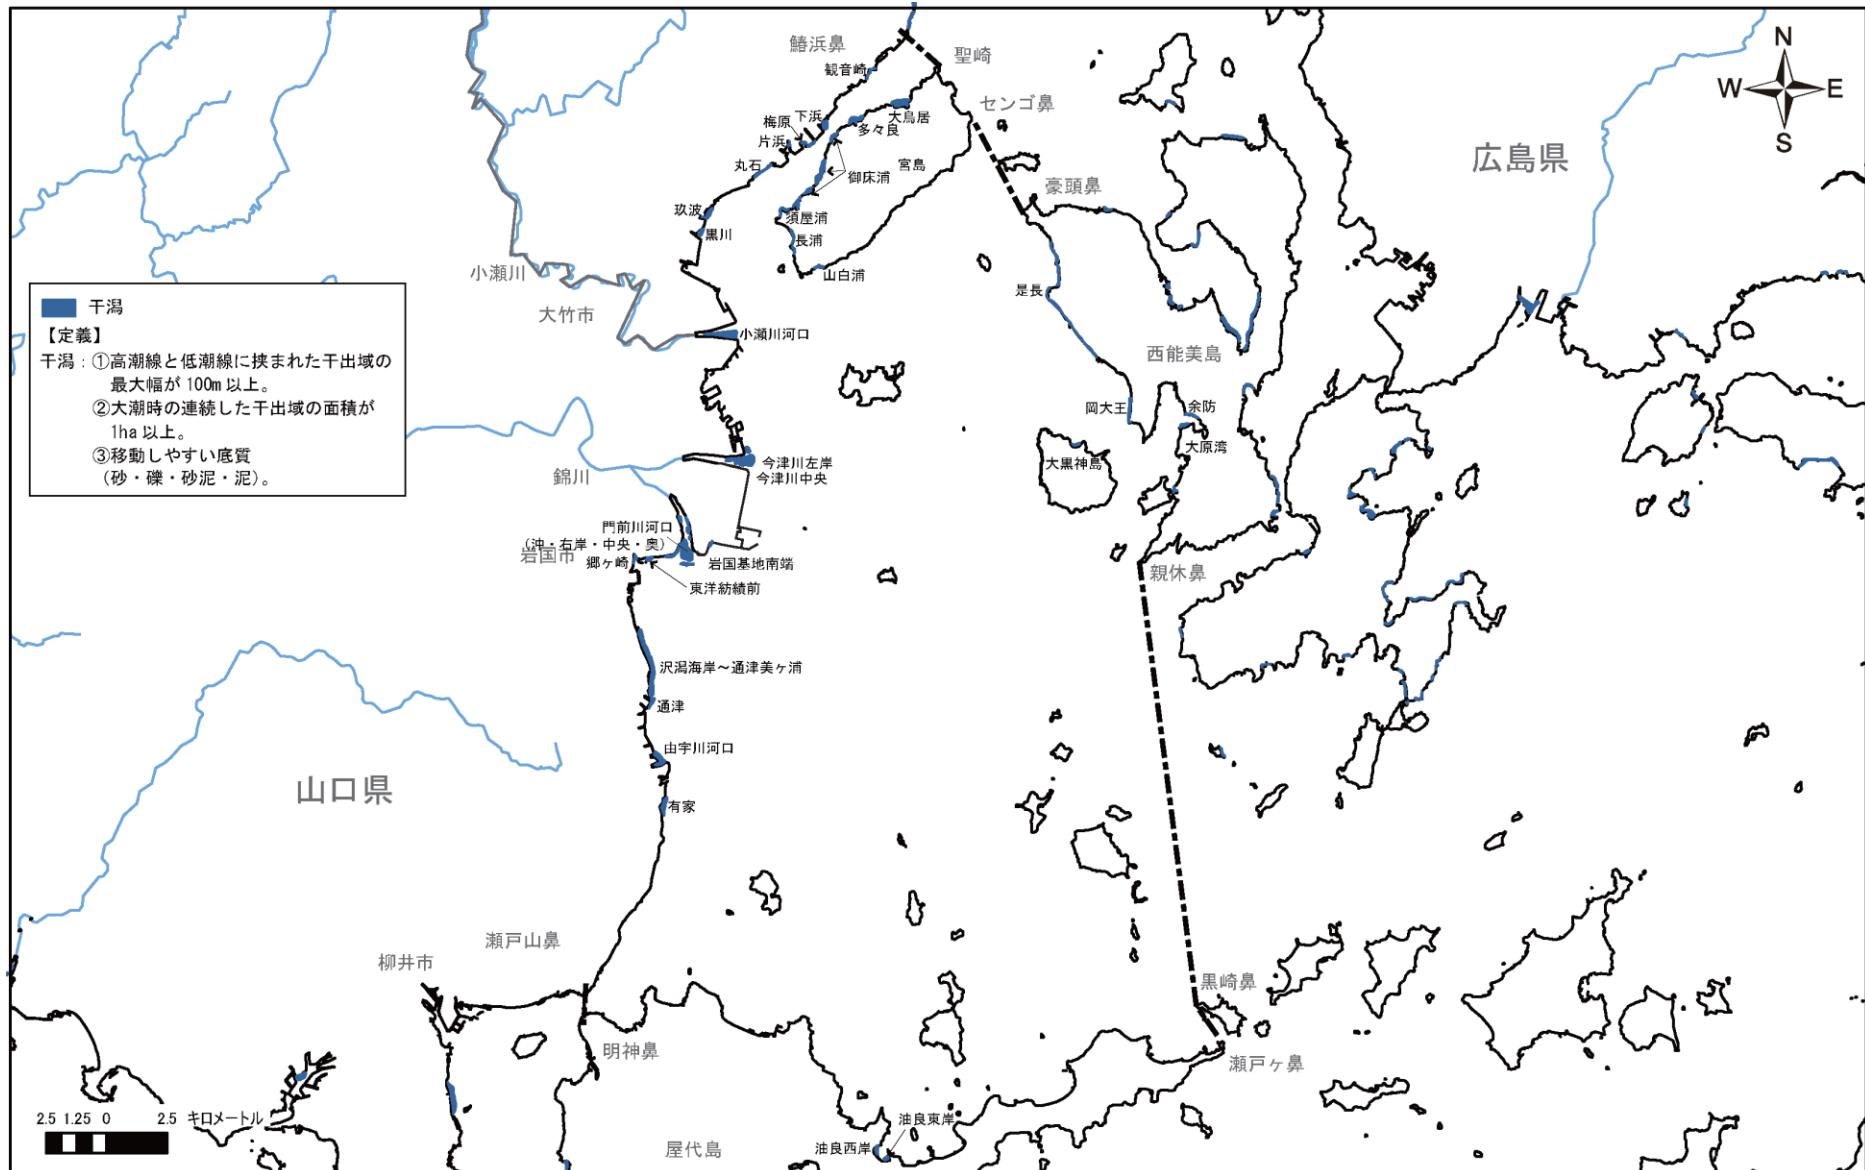 鰆浜鼻
聖崎
観音崎
センゴ鼻
大鳥居
下浜
梅原
多々良
片浜
丸石
宮島
御床浦
豪頭鼻
玖波
須屋浦
黒川
長浦
山白浦
小瀬川
是長
大竹市
小瀬川河口
西能美島
岡大王
余防
大原湾
大黒神島
今津川左岸
今津川中央
錦川
門前川河口
(沖・右岸・中央・奥)
岩国市
郷ヶ崎
岩国基地南端
東洋紡績前
親休鼻
沢潟海岸～通津美ヶ浦
通津
由宇川河口
有家
山口県
広島県
瀬戸山鼻
柳井市
黒崎鼻
明神鼻
瀬戸ヶ鼻
油良東岸
油良西岸
屋代島
N
W E
S
干潟
【定義】
干潟：①高潮線と低潮線に挟まれた干出域の
最大幅が 100m 以上。
②大潮時の連続した干出域の面積が
1ha 以上。
③移動しやすい底質
（砂・礫・砂泥・泥）。
2.5 1.25 0 2.5 キロメートル